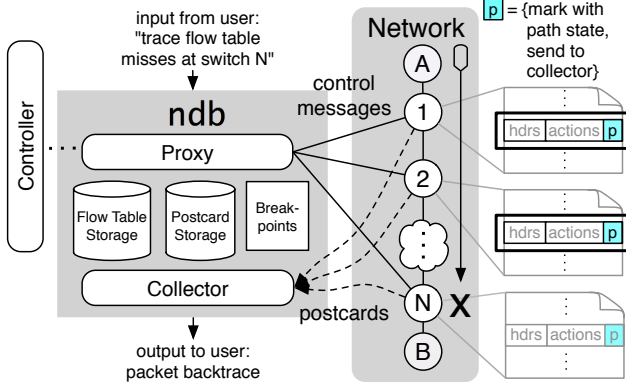 input from user:
"trace flow table
misses at switch N"
Network
p = {mark with
path state,
send to
collector}
Controller
ndb
control
messages
A
1
2
N
B
X
Proxy
Flow Table
Storage
Postcard
Storage
Break-
points
Collector
postcards
hdrs actions p
hdrs actions p
hdrs actions p
output to user:
packet backtrace